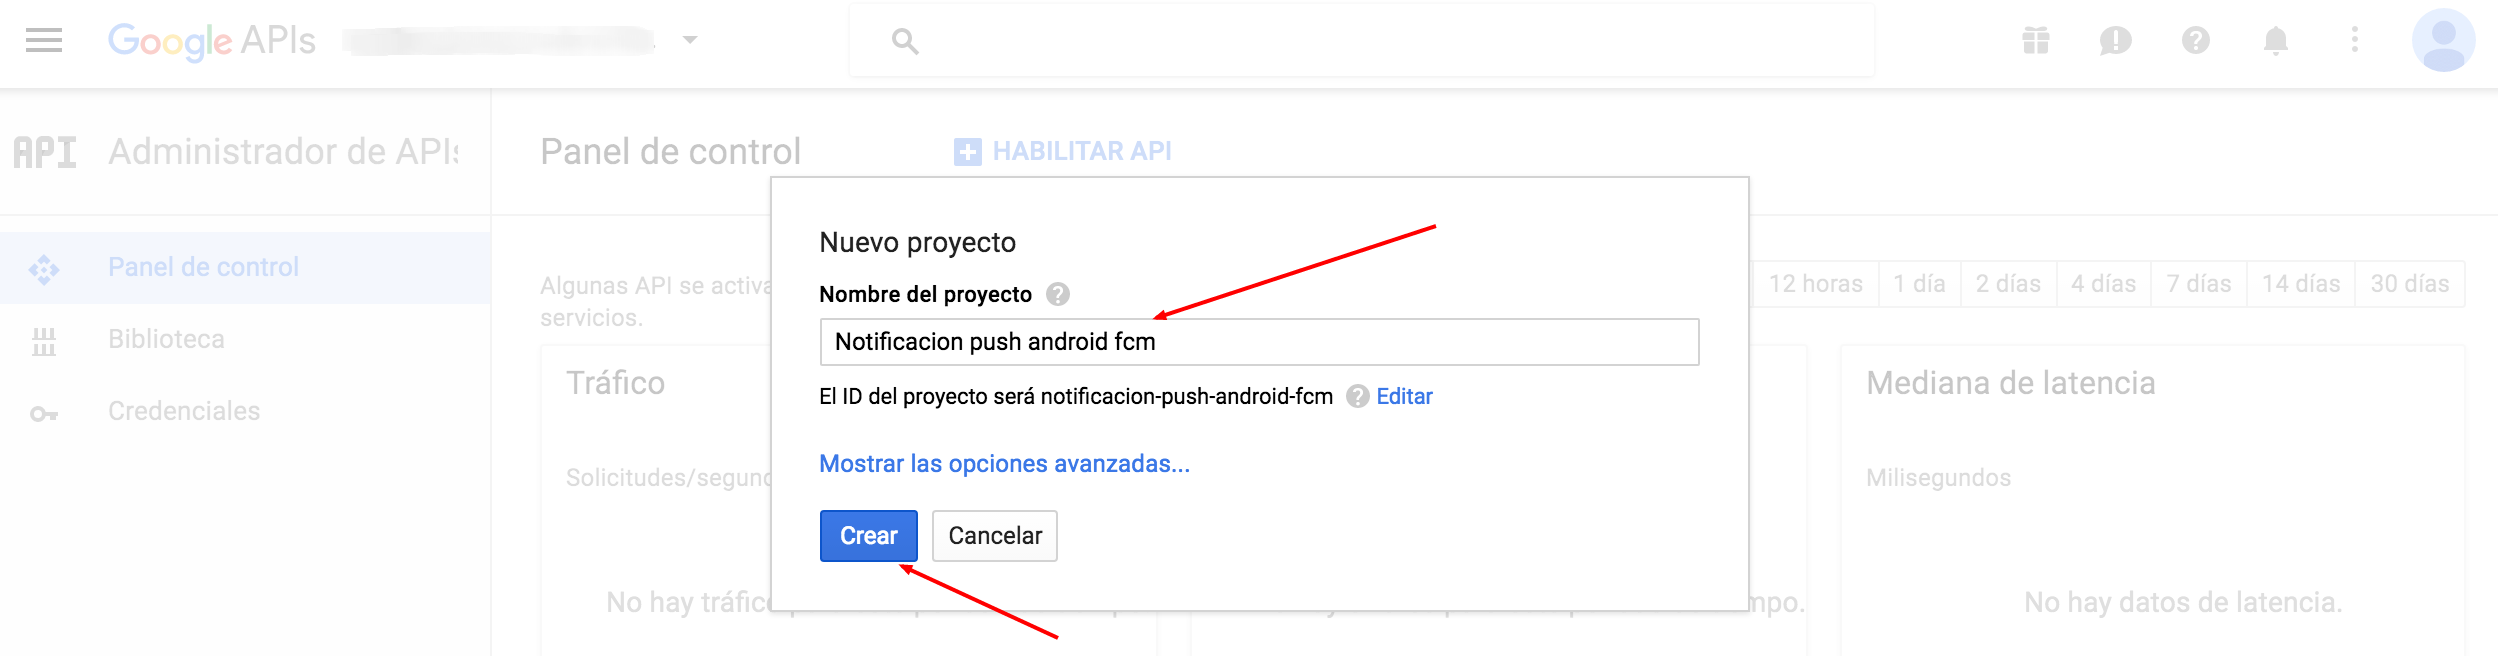 Google APIs
API Administrador de APIs
Panel de control
HABILITAR API
Panel de control
Biblioteca
Credenciales
Algunas API se activa
servicios.
12 horas 1 día 2 días 4 días 7 días 14 días 30 días
Nuevo proyecto
Nombre del proyecto ?
Notificacion push android fcm
El ID del proyecto será notificacion-push-android-fcm ? Editar
Mostrar las opciones avanzadas...
Crear Cancelar
Tráfico
Solicitudes/segund
No hay tráfico
mpo.
Mediana de latencia
Milisegundos
No hay datos de latencia.